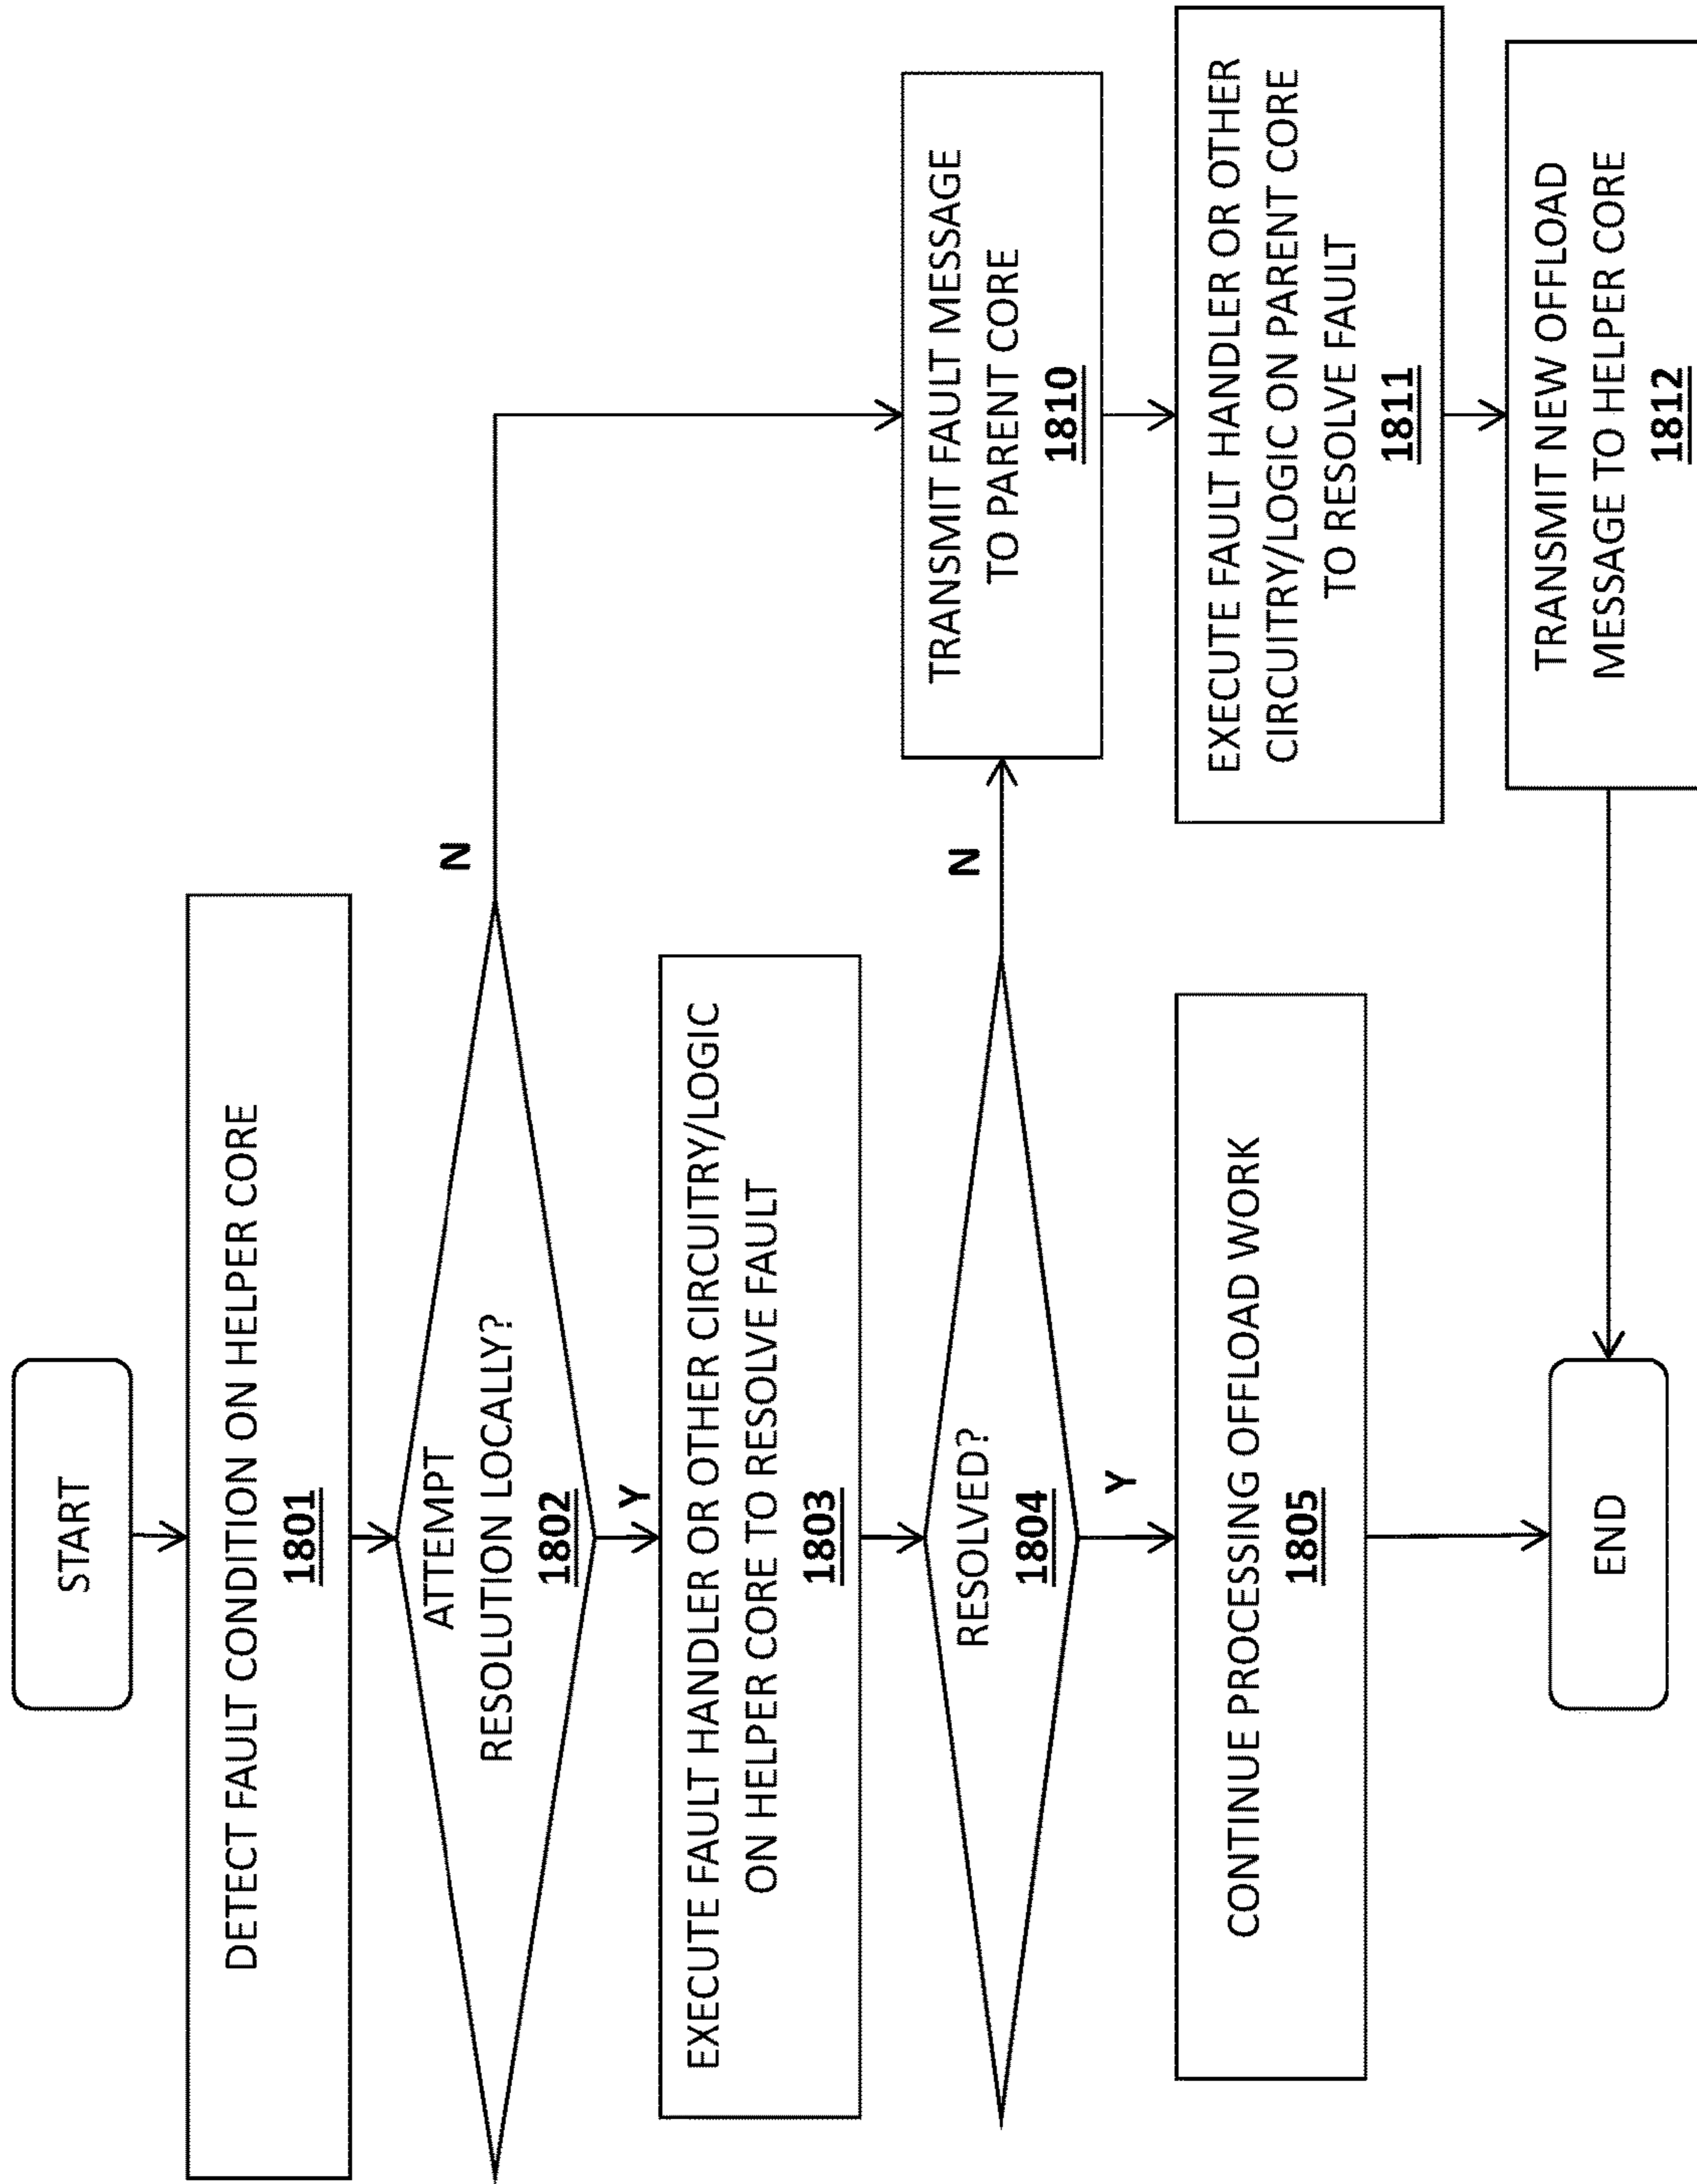 START
DETECT FAULT CONDITION ON HELPER CORE
1801
ATTEMPT
RESOLUTION LOCALLY?
1802
N
Y
EXECUTE FAULT HANDLER OR OTHER CIRCUITRY/LOGIC
ON HELPER CORE TO RESOLVE FAULT
1803
RESOLVED?
1804
N
Y
CONTINUE PROCESSING OFFLOAD WORK
1805
TRANSMIT FAULT MESSAGE
TO PARENT CORE
1810
EXECUTE FAULT HANDLER OR OTHER
CIRCUITRY/LOGIC ON PARENT CORE
TO RESOLVE FAULT
1811
TRANSMIT NEW OFFLOAD
MESSAGE TO HELPER CORE
1812
END